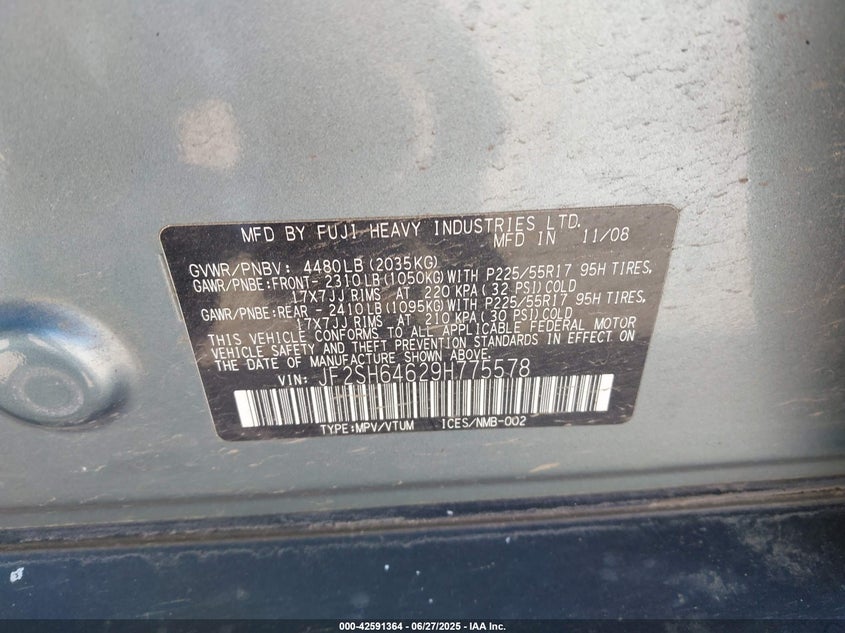 MFD BY FUJI HEAVY INDUSTRIES LTD.
MFD IN 11/08
GVWR/PNBV: 4480LB (2035KG)
GAWR/PNBE:FRONT- 2310LB(1050KG)WITH P225/55R17 95H TIRES,
17X7JJ RIMS AT 220 KPA(32 PSI)COLD
GAWR/PNBE:REAR - 2410LB(1095KG)WITH P225/55R17 95H TIRES,
17X7JJ RIMS AT 210 KPA(30 PSI)COLD
THIS VEHICLE CONFORMS TO ALL APPLICABLE FEDERAL MOTOR
VEHICLE SAFETY AND THEFT PREVENTION STANDARDS IN EFFECT ON
THE DATE OF MANUFACTURE SHOWN ABOVE.
VIN: JF2SH64629H775578
TYPE:MPV/VTUM ICES/NMB-002
000-42591364 - 06/27/2025 - IAA Inc.